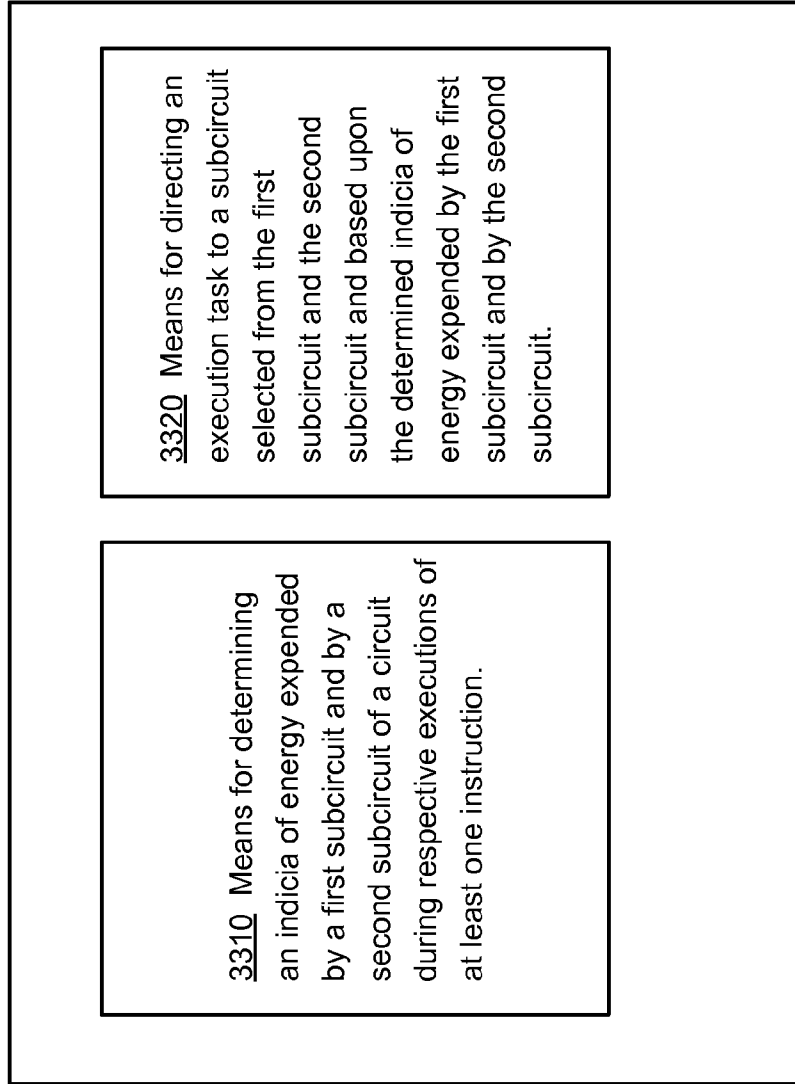 3310 Means for determining
an indicia of energy expended
by a first subcircuit and by a
second subcircuit of a circuit
during respective executions of
at least one instruction.
3320 Means for directing an
execution task to a subcircuit
selected from the first
subcircuit and the second
subcircuit and based upon
the determined indicia of
energy expended by the first
subcircuit and by the second
subcircuit.